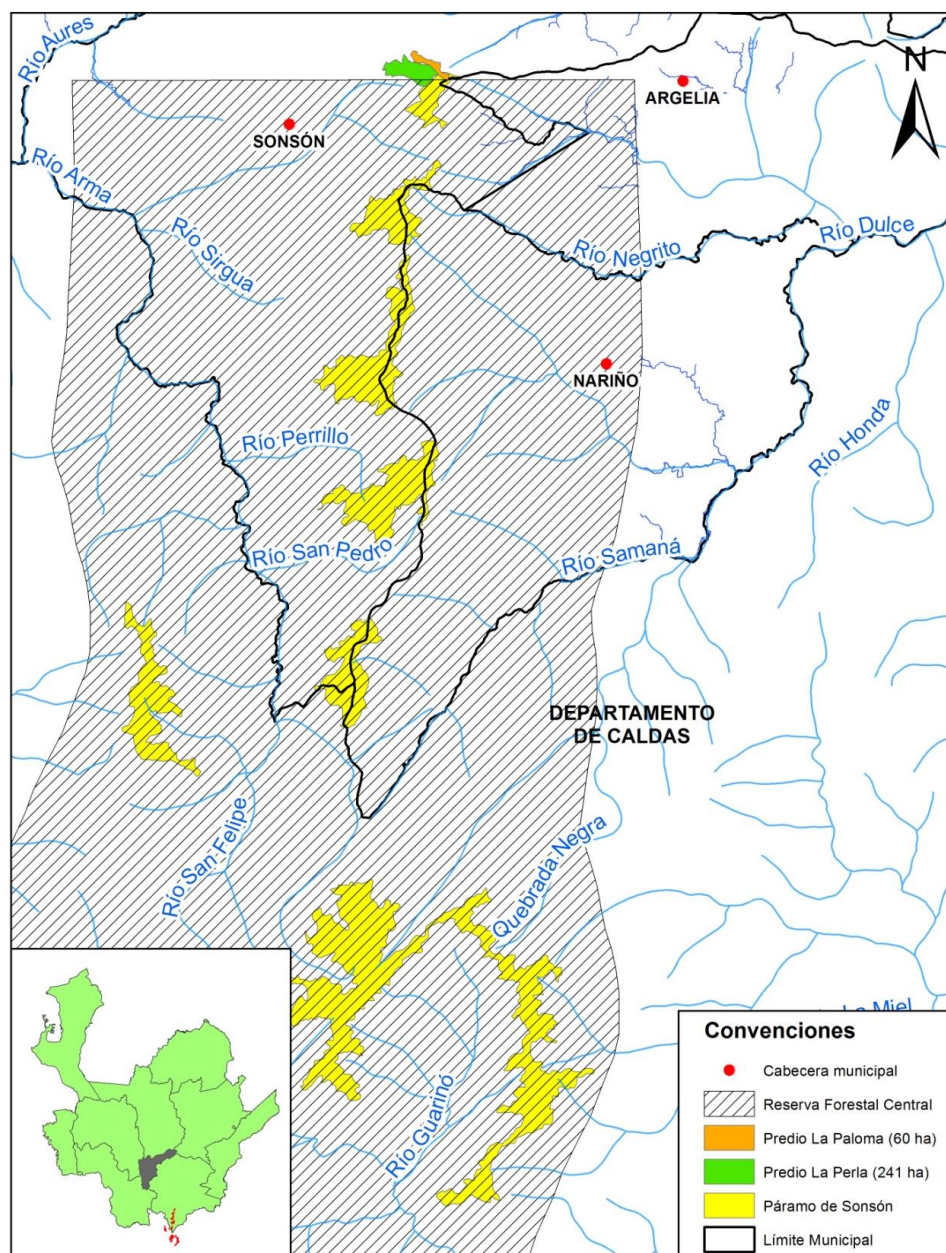 Río Aures
N
ARGELIA
SONSÓN
Río Arma
Río Sirgua
Río Negrito
Río Dulce
NARIÑO
Río Perrillo
Río Honda
Río San Pedro
Río Samaná
DEPARTAMENTO
DE CALDAS
Río San Felipe
Quebrada Negra
Río Guarinó
La Miel
Convenciones
Cabecera municipal
Reserva Forestal Central
Predio La Paloma (60 ha)
Predio La Perla (241 ha)
Páramo de Sonsón
Límite Municipal